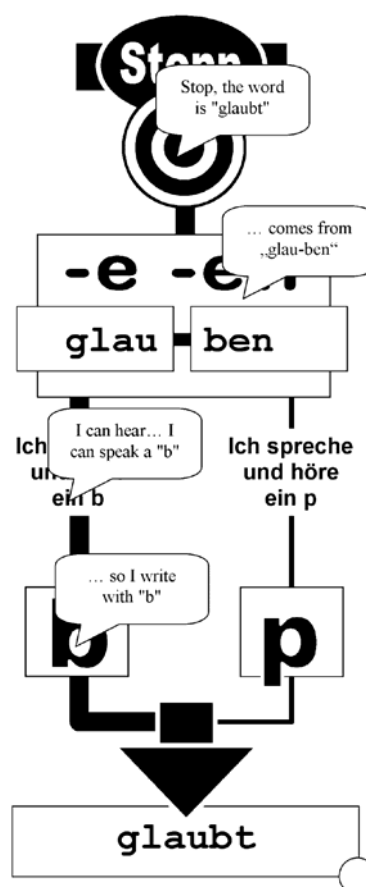 Stopp
Stop, the word
is "glaubt"
… comes from
„glau-ben“
-e -en
glau - ben
I can hear… I
can speak a "b"
Ich
ein b
Ich spreche
und höre
ein p
… so I write
with "b"
b
p
glaubt